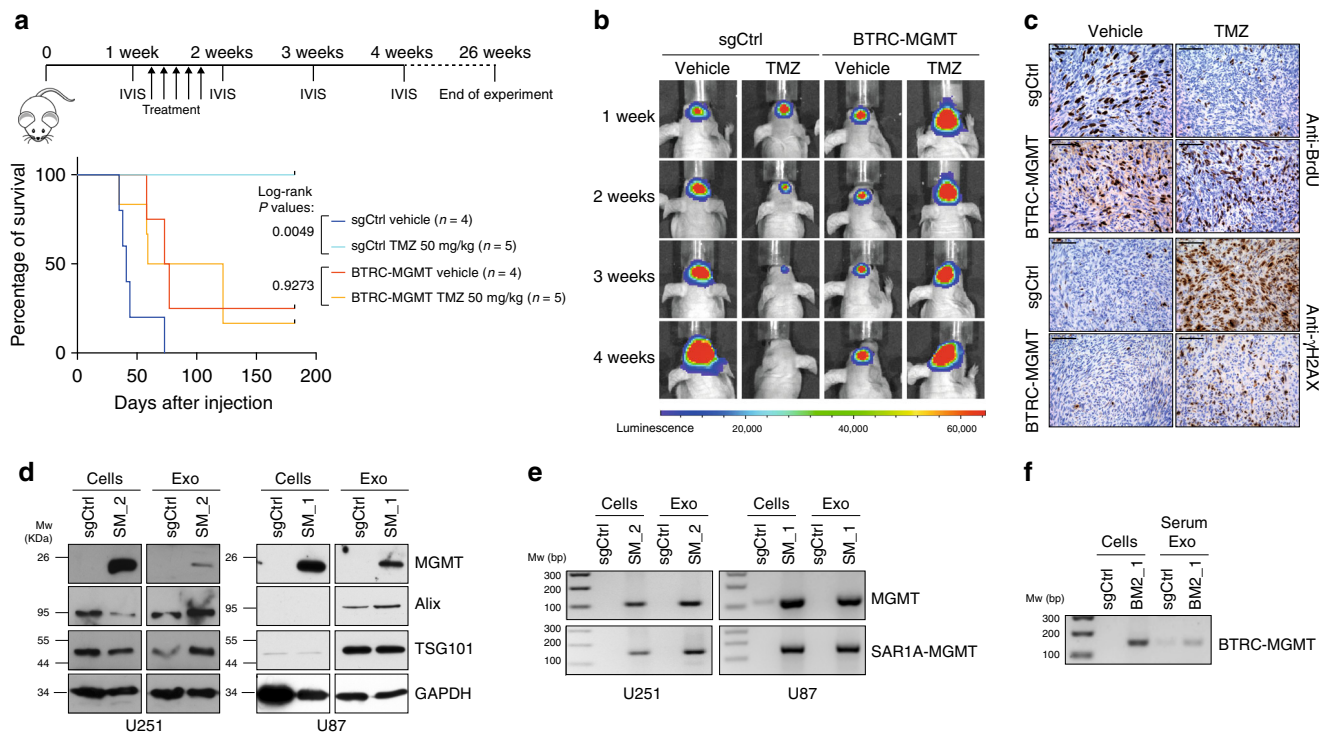 a
0 1 week 2 weeks 3 weeks 4 weeks 26 weeks
IVIS IVIS IVIS IVIS End of experiment
Treatment
Percentage of survival
100
50
0
0 50 100 150 200
Days after injection
Log-rank
P values:
0.0049
0.9273
sgCtrl vehicle (n = 4)
sgCtrl TMZ 50 mg/kg (n = 5)
BTRC-MGMT vehicle (n = 4)
BTRC-MGMT TMZ 50 mg/kg (n = 5)
b
sgCtrl BTRC-MGMT
Vehicle TMZ Vehicle TMZ
1 week
2 weeks
3 weeks
4 weeks
Luminescence 20,000 40,000 60,000
c
Vehicle TMZ
sgCtrl
BTRC-MGMT
sgCtrl
BTRC-MGMT
Anti-BrdU
Anti-γH2AX
d
Cells Exo Cells Exo
sgCtrl SM_2 sgCtrl SM_2 sgCtrl SM_1 sgCtrl SM_1
Mw
(KDa)
26 26 MGMT
95 95 Alix
55 55 TSG101
44 44
34 34 GAPDH
U251 U87
e
Cells Exo Cells Exo
sgCtrl SM_2 sgCtrl SM_2 sgCtrl SM_1 sgCtrl SM_1
Mw (bp)
300
200
100
MGMT
300
200
100
SAR1A-MGMT
U251 U87
f
Serum
Cells Exo
sgCtrl BM2_1 sgCtrl BM2_1
Mw (bp)
300
200
100
BTRC-MGMT